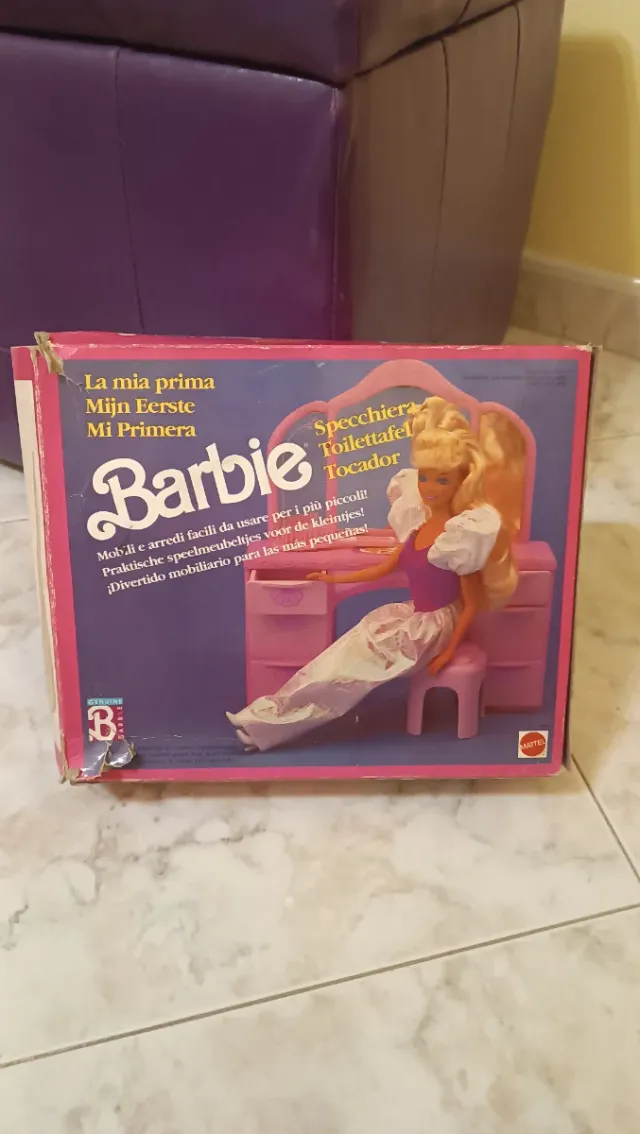 La mia prima
Mijn Eerste
Mi Primera
Barbie
Specchiera
Toilettafel
Tocador
Mobili e arredi facili da usare per i più piccoli!
Praktische speelmeubeltjes voor de kleintjes!
¡Divertido mobiliario para las más pequeñas!
GENUINE
B
BARBIE
MATTEL